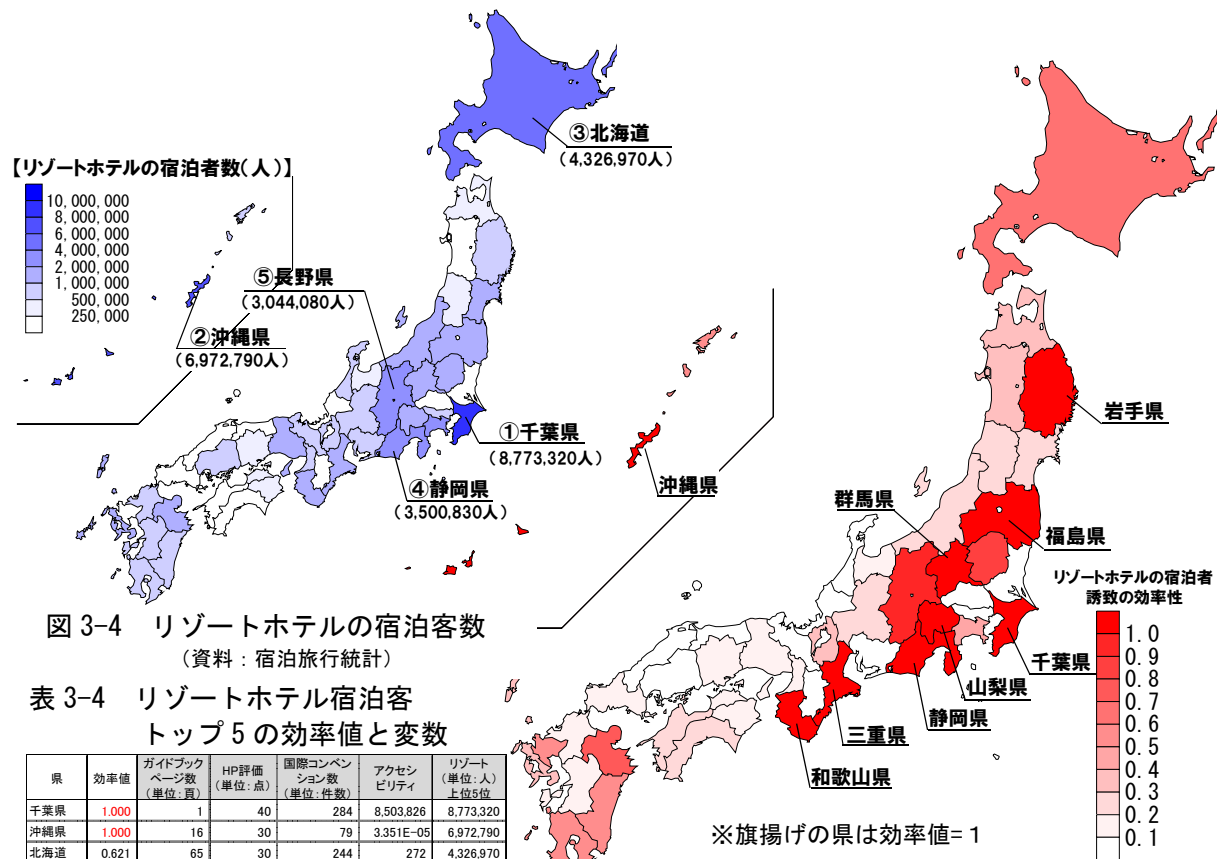 【リゾートホテルの宿泊者数(人)】
10,000,000
8,000,000
6,000,000
4,000,000
2,000,000
1,000,000
500,000
250,000
③北海道
(4,326,970人)
⑤長野県
(3,044,080人)
②沖縄県
(6,972,790人)
①千葉県
(8,773,320人)
④静岡県
(3,500,830人)
図 3-4 リゾートホテルの宿泊客数
(資料：宿泊旅行統計)
表 3-4 リゾートホテル宿泊客
トップ 5 の効率値と変数
県 効率値 ガイドブックページ数(単位:頁) HP評価(単位:点) 国際コンベンション数(単位:件数) アクセシビリティ リゾート(単位:人)上位5位
千葉県 1.000 1 40 284 8,503,826 8,773,320
沖縄県 1.000 16 30 79 3.351E-05 6,972,790
北海道 0.621 65 30 244 272 4,326,970
岩手県
沖縄県
群馬県
福島県
千葉県
山梨県
静岡県
三重県
和歌山県
リゾートホテルの宿泊者
誘致の効率性
1.0
0.9
0.8
0.7
0.6
0.5
0.4
0.3
0.2
0.1
※旗揚げの県は効率値=１